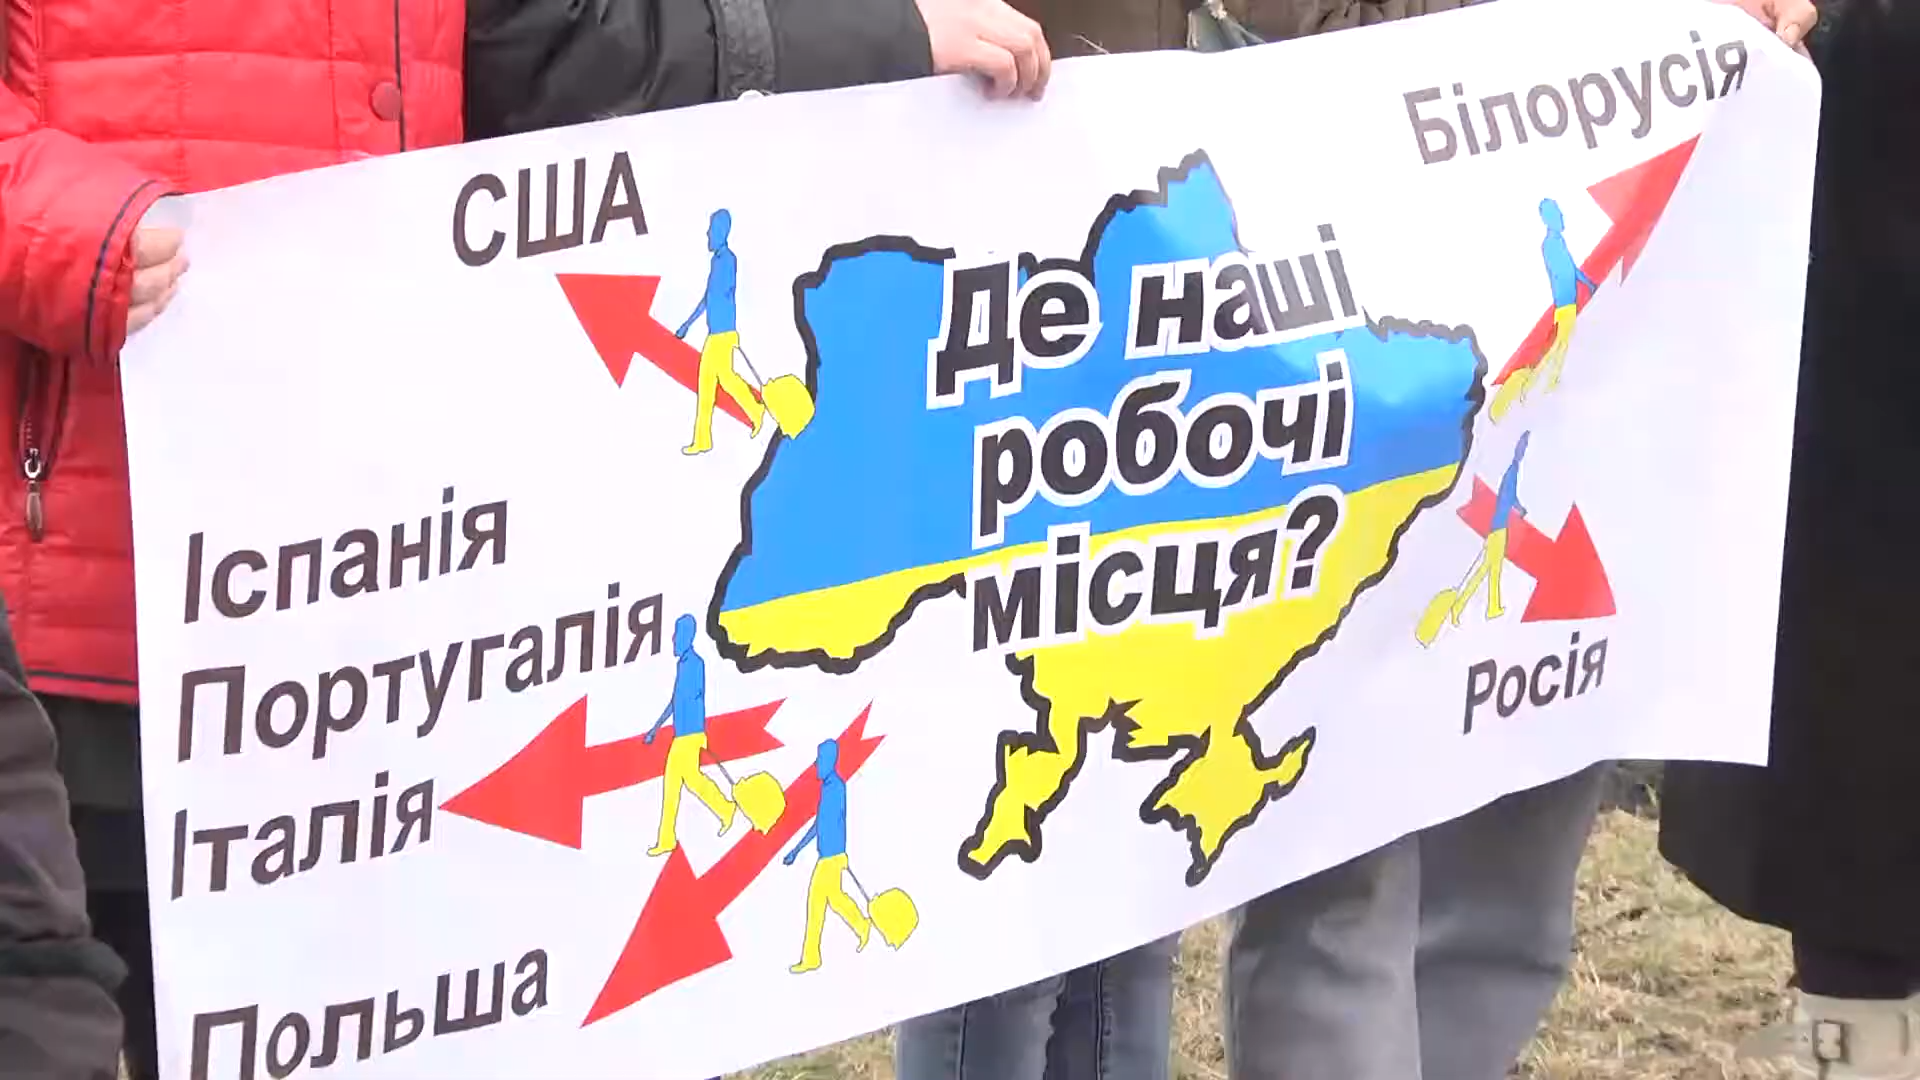 США
Білорусія
Де наші
робочі
місця?
Іспанія
Португалія
Італія
Польша
Росія